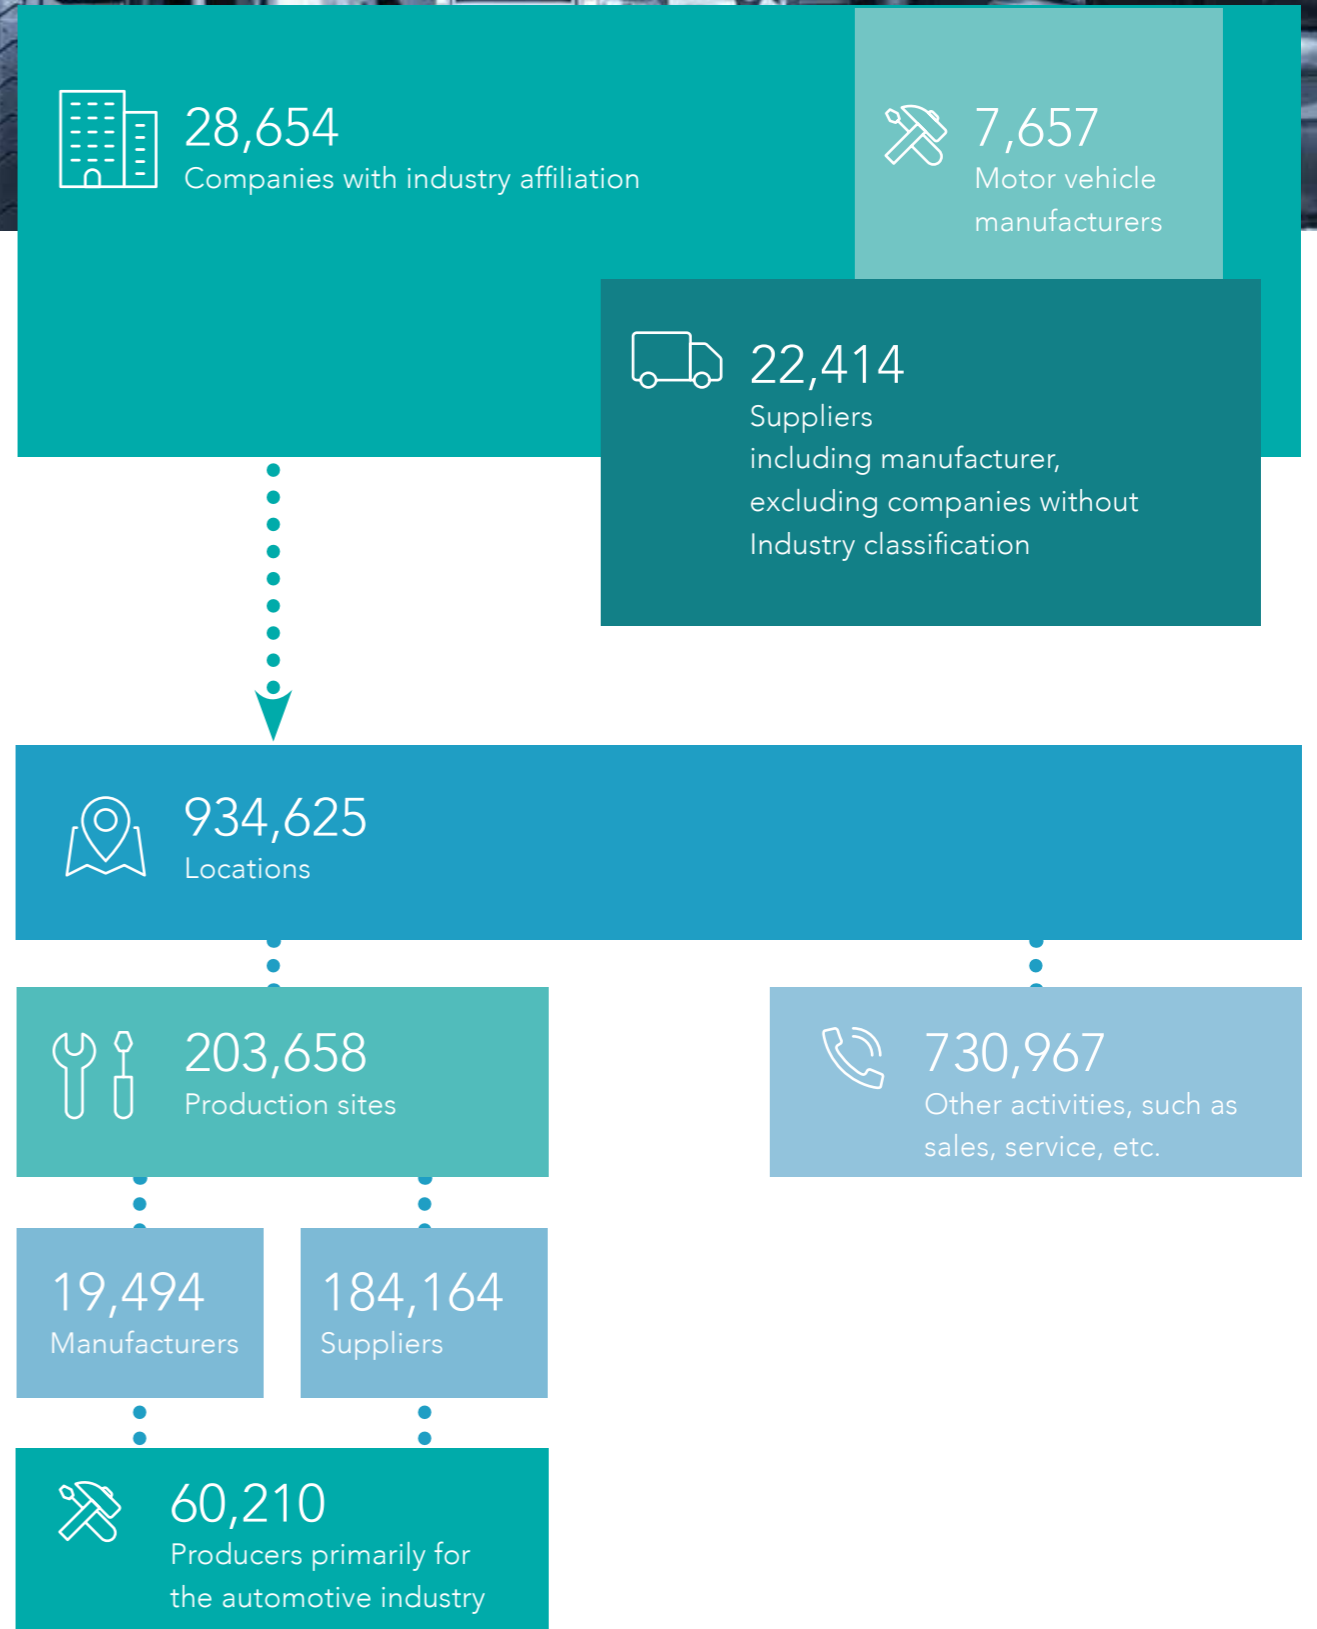 28,654
Companies with industry affiliation
7,657
Motor vehicle
manufacturers
22,414
Suppliers
including manufacturer,
excluding companies without
Industry classification
934,625
Locations
203,658
Production sites
730,967
Other activities, such as
sales, service, etc.
19,494
Manufacturers
184,164
Suppliers
60,210
Producers primarily for
the automotive industry